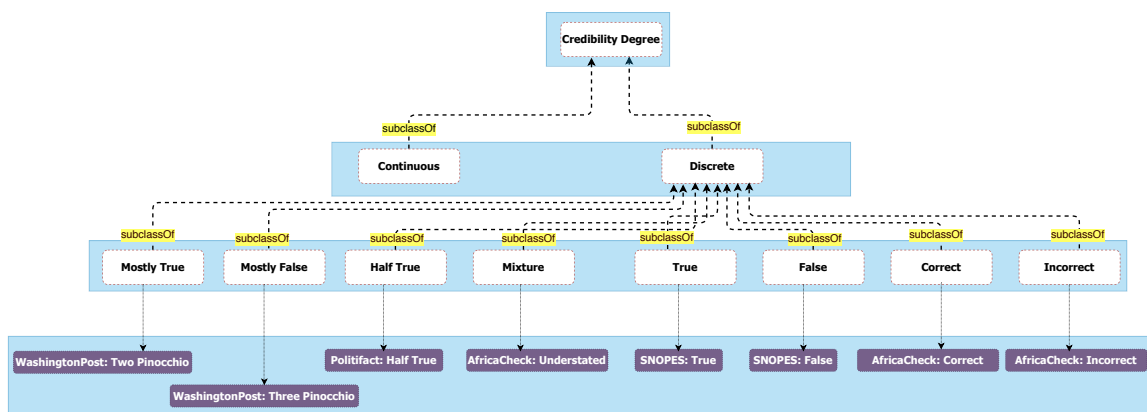 Credibility Degree
subclassOf
subclassOf
Continuous
Discrete
subclassOf
subclassOf
subclassOf
subclassOf
subclassOf
subclassOf
subclassOf
subclassOf
Mostly True
Mostly False
Half True
Mixture
True
False
Correct
Incorrect
WashingtonPost: Two Pinocchio
Politifact: Half True
AfricaCheck: Understated
SNOPES: True
SNOPES: False
AfricaCheck: Correct
AfricaCheck: Incorrect
WashingtonPost: Three Pinocchio